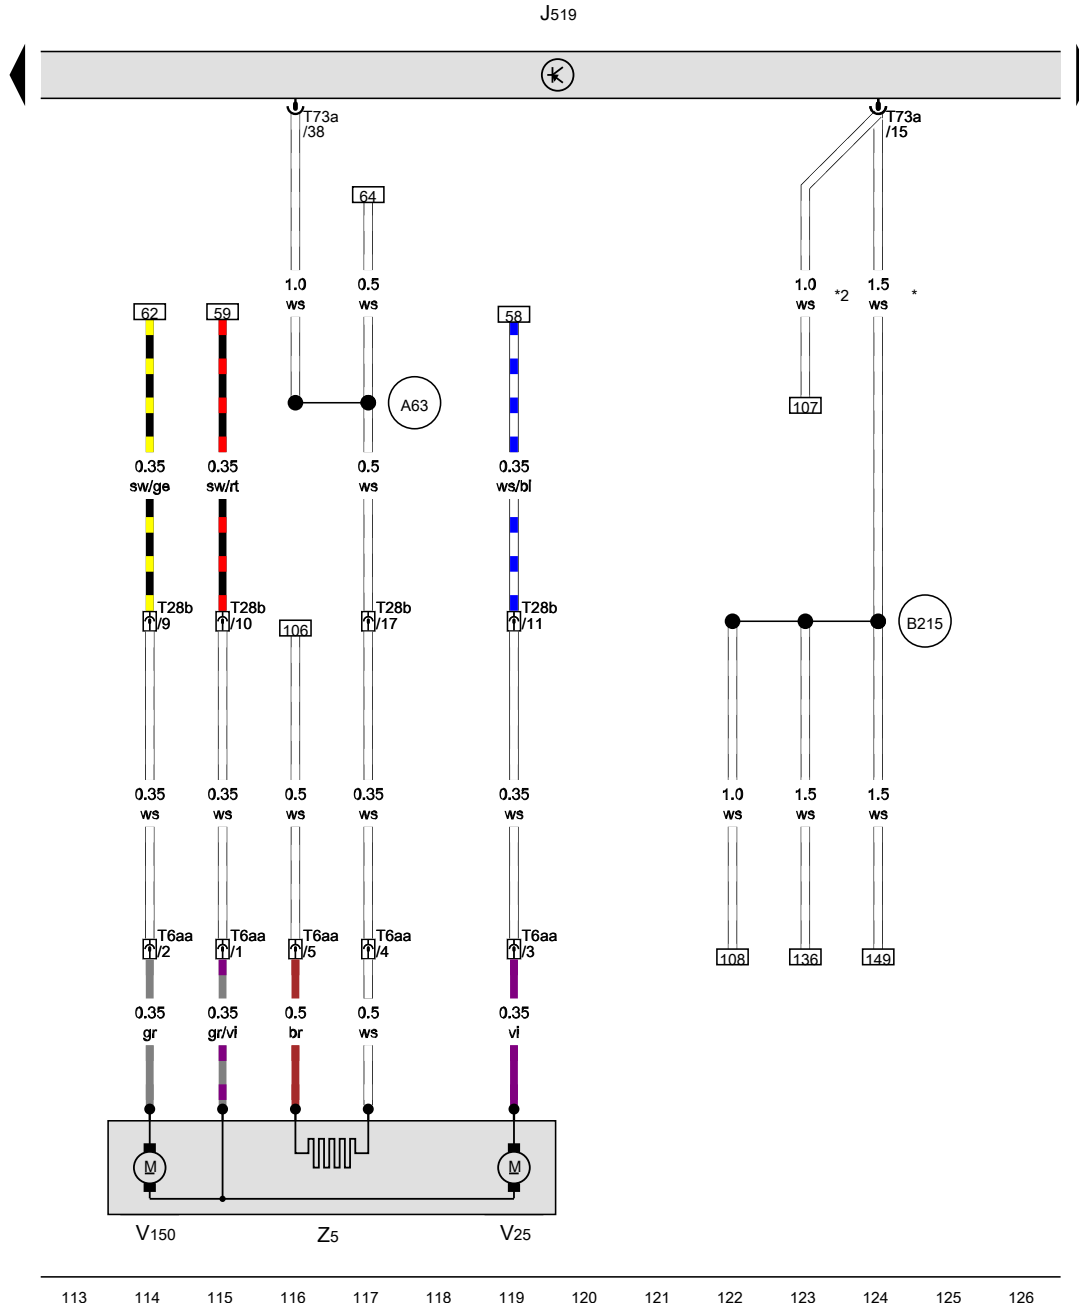 J519
T73a
/38
T73a
/15
64
1.0
ws
0.5
ws
1.0
ws
*2
1.5
ws
*
62
59
58
107
A63
0.35
sw/ge
0.35
sw/rt
0.5
ws
0.35
ws/bl
T28b
/9
T28b
/10
106
T28b
/17
T28b
/11
B215
0.35
ws
0.35
ws
0.5
ws
0.35
ws
0.35
ws
1.0
ws
1.5
ws
1.5
ws
T6aa
/2
T6aa
/1
T6aa
/5
T6aa
/4
T6aa
/3
108
136
149
0.35
gr
0.35
gr/vi
0.5
br
0.5
ws
0.35
vi
M
M
V150
Z5
V25
113 114 115 116 117 118 119 120 121 122 123 124 125 126